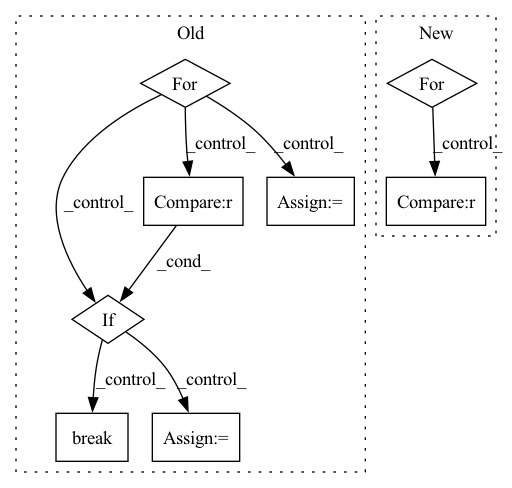 Old
New
For
For
_control_
_control_
_control_
_control_
Compare:r
Assign:=
Compare:r
_cond_
If
_control_
_control_
break
Assign:=